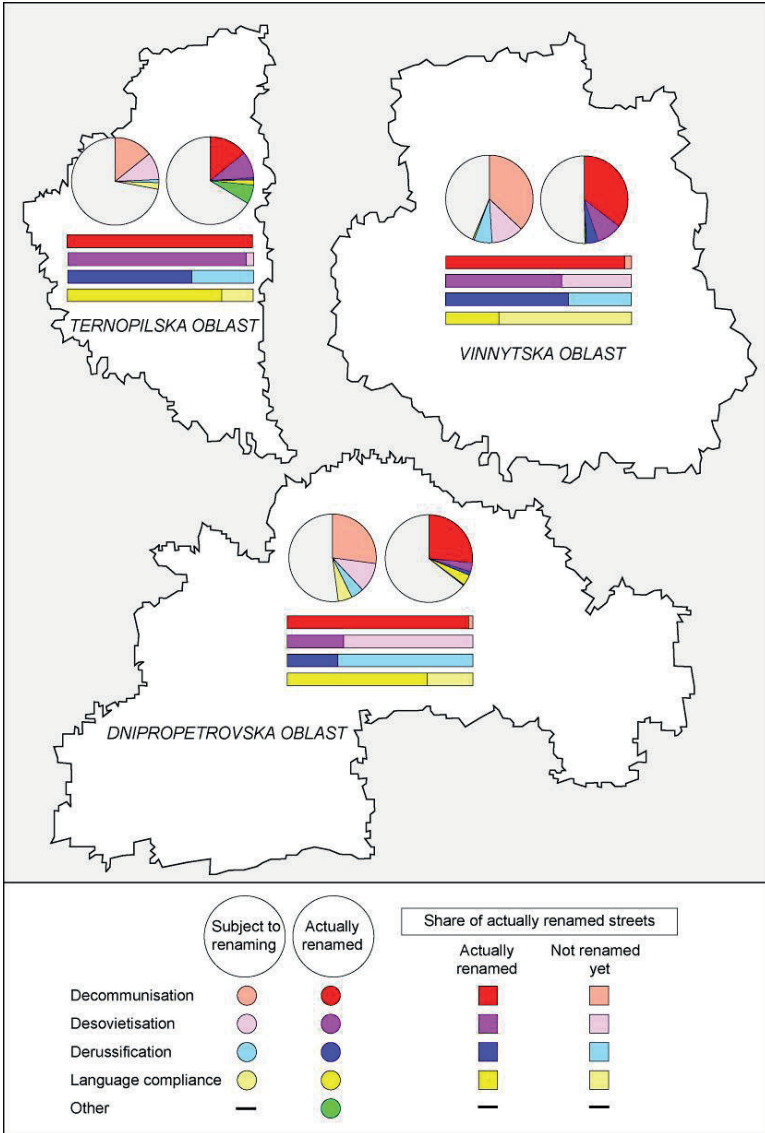 TERNOPILSKA OBLAST
VINNYTSKA OBLAST
DNIPROPETROVSKA OBLAST
Subject to
renaming
Actually
renamed
Share of actually renamed streets
Actually
renamed
Not renamed
yet
Decommunisation
Desovietisation
Derussification
Language compliance
Other